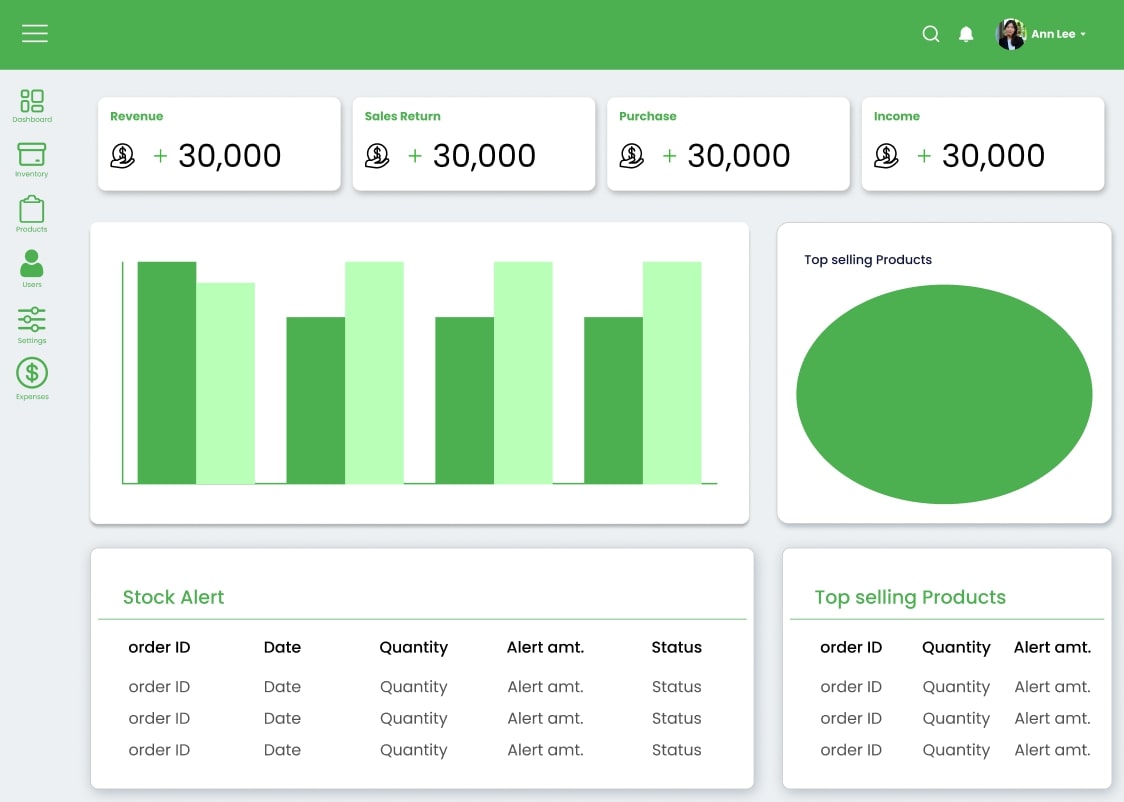 Ann Lee
Dashboard
Inventory
Products
Users
Settings
Expenses
Revenue
+ 30,000
Sales Return
+ 30,000
Purchase
+ 30,000
Income
+ 30,000
Top selling Products
Stock Alert
order ID Date Quantity Alert amt. Status
order ID Date Quantity Alert amt. Status
order ID Date Quantity Alert amt. Status
order ID Date Quantity Alert amt. Status
Top selling Products
order ID Quantity Alert amt.
order ID Quantity Alert amt.
order ID Quantity Alert amt.
order ID Quantity Alert amt.